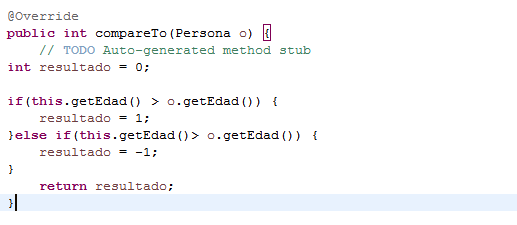 @Override
public int compareTo(Persona o) {
    // TODO Auto-generated method stub
int resultado = 0;

if(this.getEdad() > o.getEdad()) {
    resultado = 1;
}else if(this.getEdad()> o.getEdad()) {
    resultado = -1;
}
    return resultado;
}